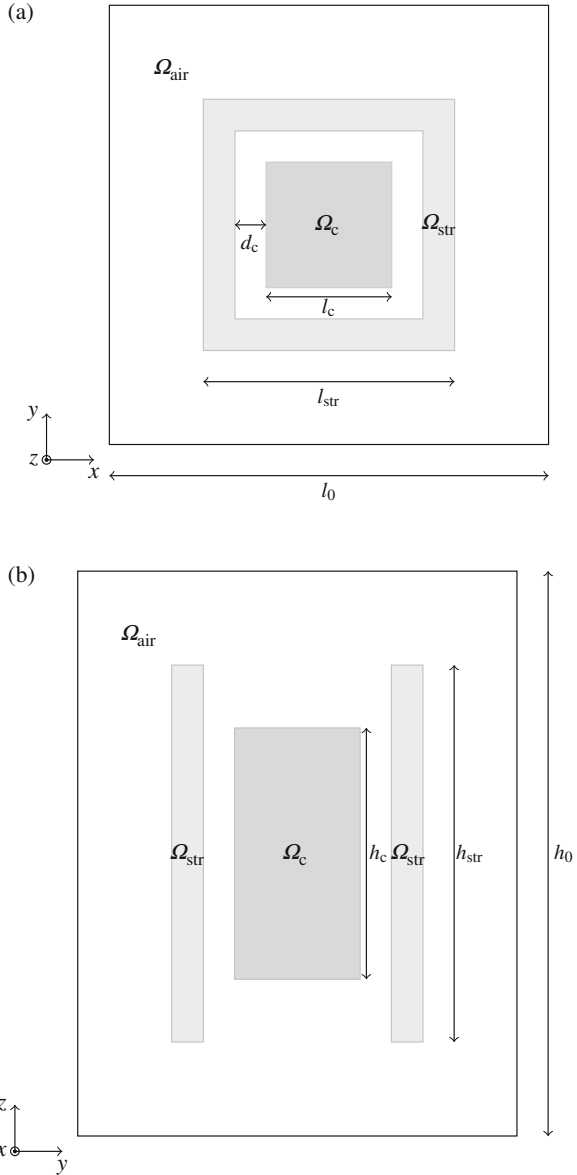 (a)
Ω_air
Ω_c
Ω_str
d_c
l_c
l_str
y
z
x
l_0
(b)
Ω_air
Ω_str
Ω_c
h_c
Ω_str
h_str
h_0
z
x
y